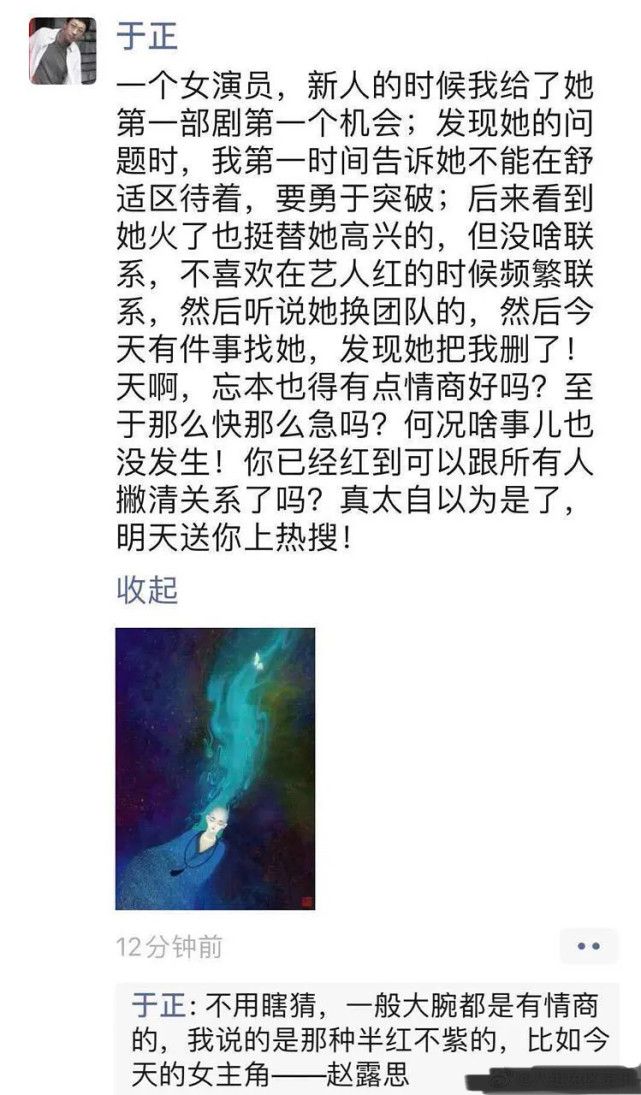 于正
一个女演员，新人的时候我给了她
第一部剧第一个机会；发现她的问
题时，我第一时间告诉她不能在舒
适区待着，要勇于突破；后来看到
她火了也挺替她高兴的，但没啥联
系，不喜欢在艺人红的时候频繁联
系，然后听说她换团队的，然后今
天有件事找她，发现她把我删了！
天啊，忘本也得有点情商好吗？至
于那么快那么急吗？何况啥事儿也
没发生！你已经红到可以跟所有人
撇清关系了吗？真太自以为是了，
明天送你上热搜！
收起
12分钟前
于正：不用瞎猜，一般大腕都是有情商
的，我说的是那种半红不紫的，比如今
天的女主角——赵露思